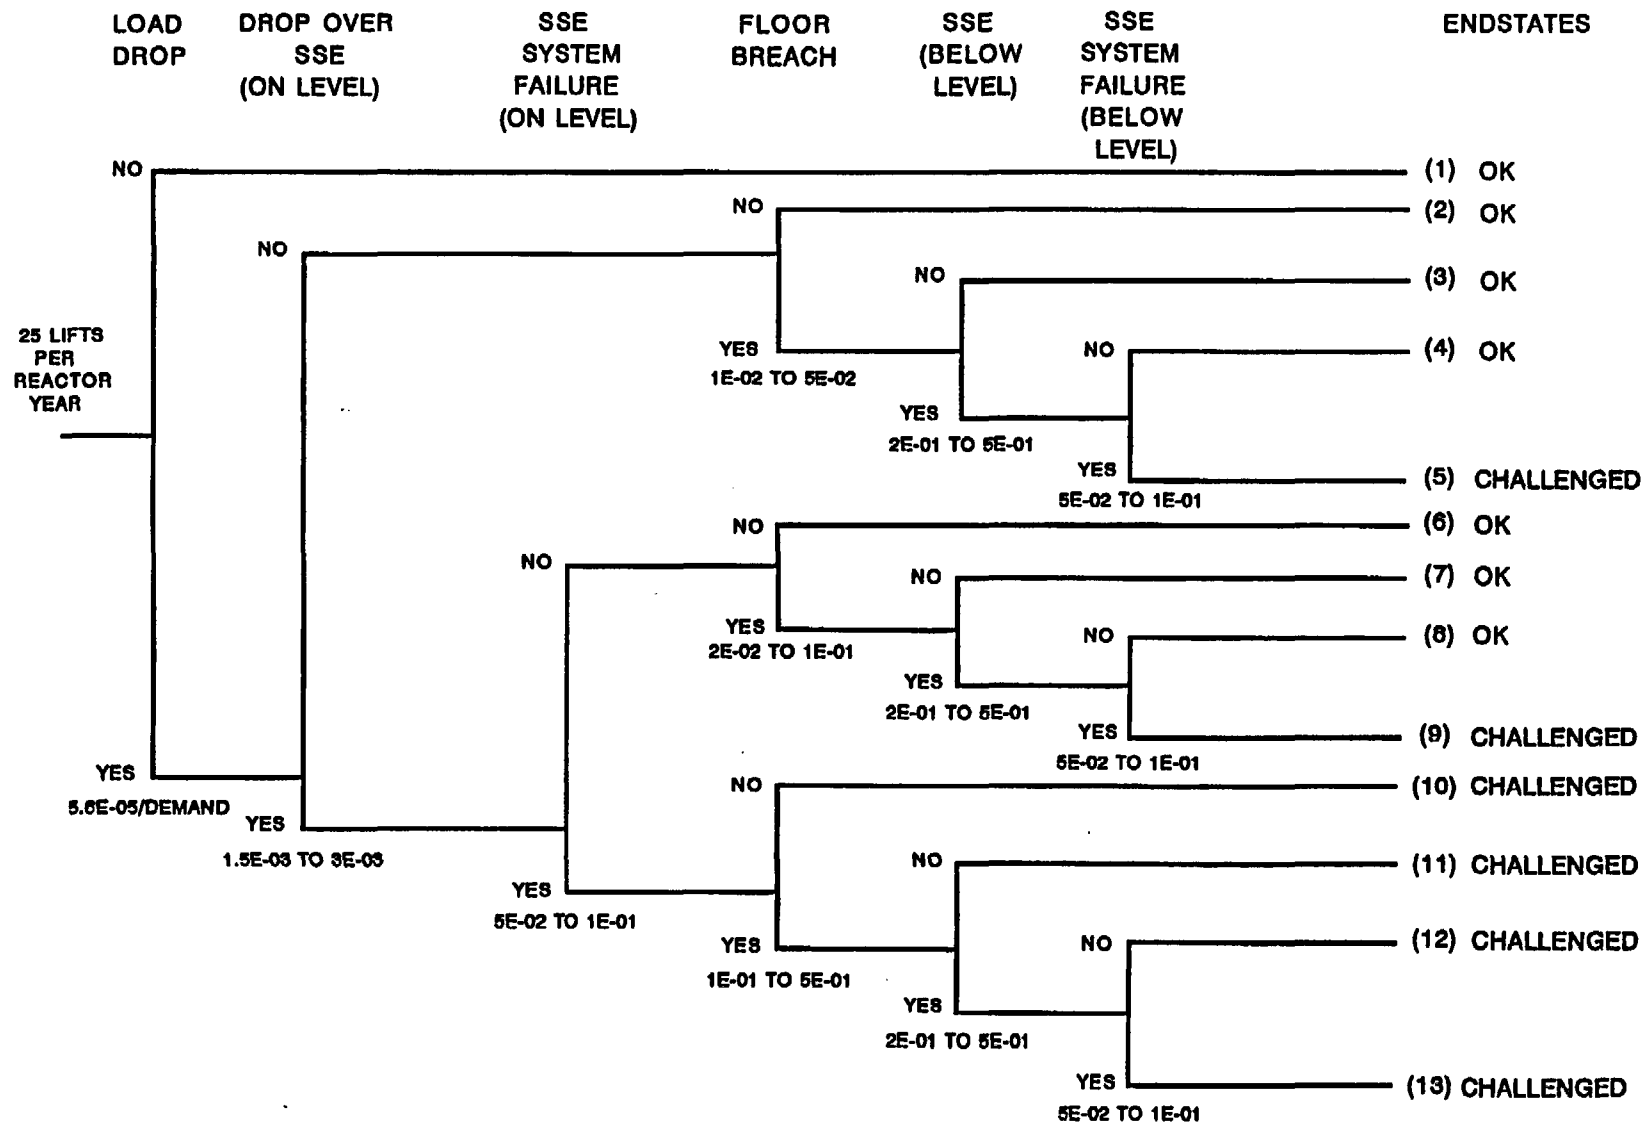 LOAD
DROP
DROP OVER
SSE
(ON LEVEL)
SSE
SYSTEM
FAILURE
(ON LEVEL)
FLOOR
BREACH
SSE
(BELOW
LEVEL)
SSE
SYSTEM
FAILURE
(BELOW
LEVEL)
ENDSTATES
NO
(1) OK
NO
(2) OK
NO
NO
(3) OK
25 LIFTS
PER
REACTOR
YEAR
YES
1E-02 TO 5E-02
NO
(4) OK
YES
2E-01 TO 5E-01
YES
5E-02 TO 1E-01
(5) CHALLENGED
NO
(6) OK
NO
NO
(7) OK
YES
2E-02 TO 1E-01
NO
(8) OK
YES
2E-01 TO 5E-01
YES
5E-02 TO 1E-01
(9) CHALLENGED
YES
5.6E-05/DEMAND
NO
(10) CHALLENGED
YES
1.5E-03 TO 3E-03
NO
(11) CHALLENGED
YES
5E-02 TO 1E-01
YES
1E-01 TO 5E-01
NO
(12) CHALLENGED
YES
2E-01 TO 5E-01
YES
5E-02 TO 1E-01
(13) CHALLENGED